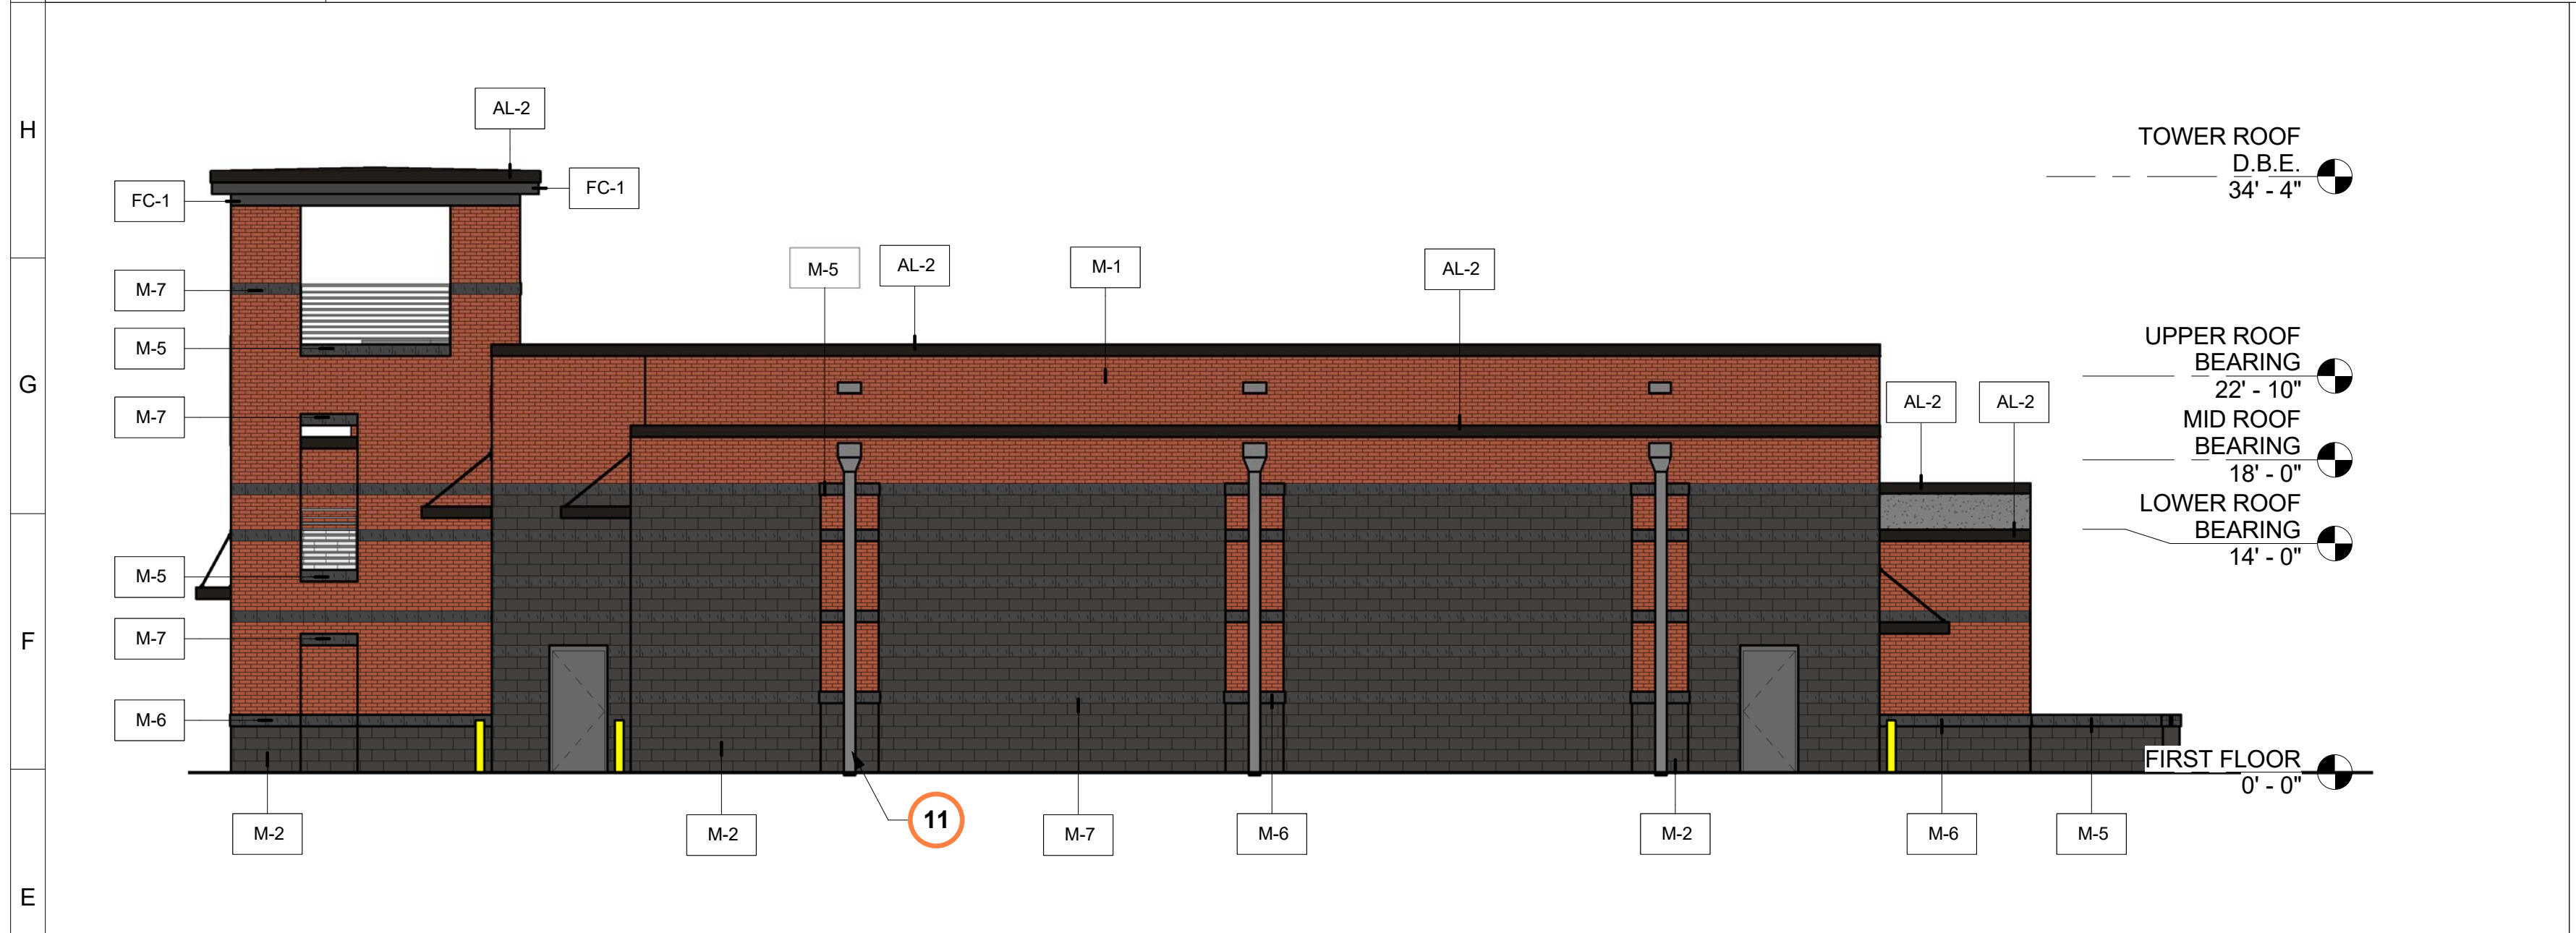 H
AL-2
TOWER ROOF
D.B.E.
34' - 4"
FC-1
FC-1
M-5
AL-2
M-1
AL-2
G
M-7
M-5
M-7
UPPER ROOF
BEARING
22' - 10"
AL-2
AL-2
MID ROOF
BEARING
18' - 0"
LOWER ROOF
BEARING
14' - 0"
F
M-5
M-7
M-6
FIRST FLOOR
0' - 0"
M-2
M-2
11
M-7
M-6
M-2
M-6
M-5
E